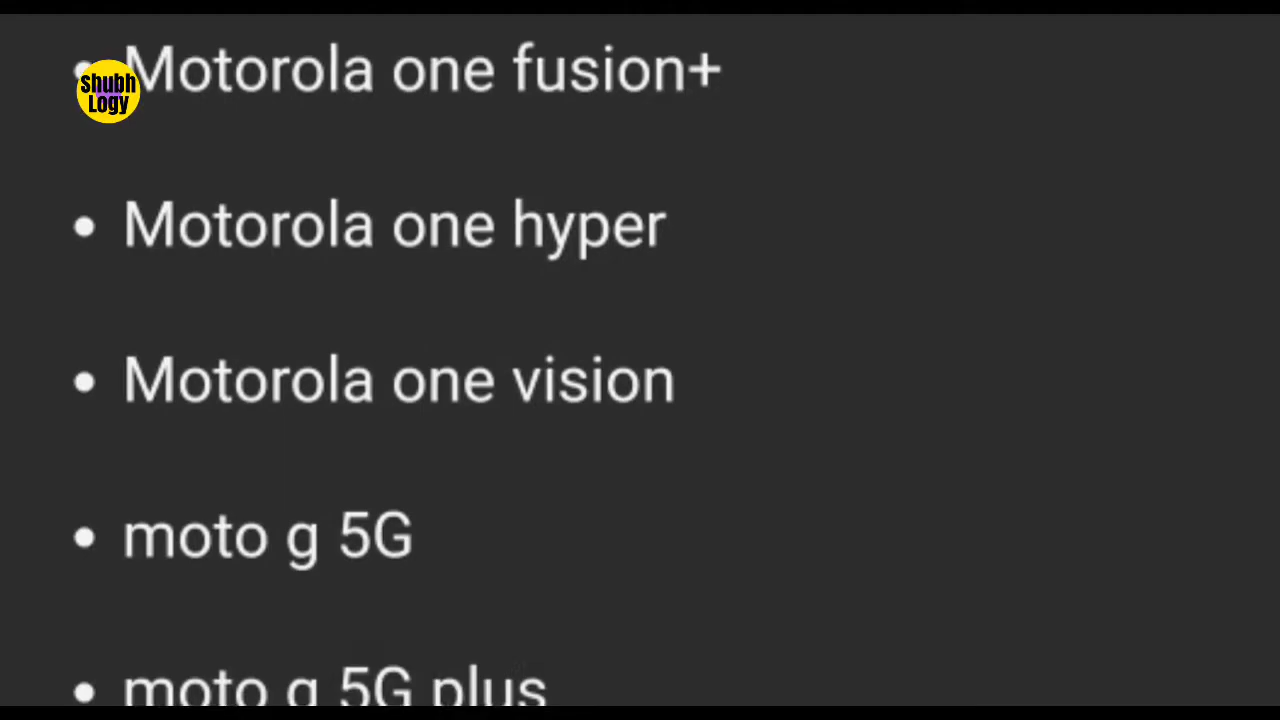 Motorola one fusion+
Shubh
Logy
Motorola one hyper
Motorola one vision
moto g 5G
moto g 5G plus